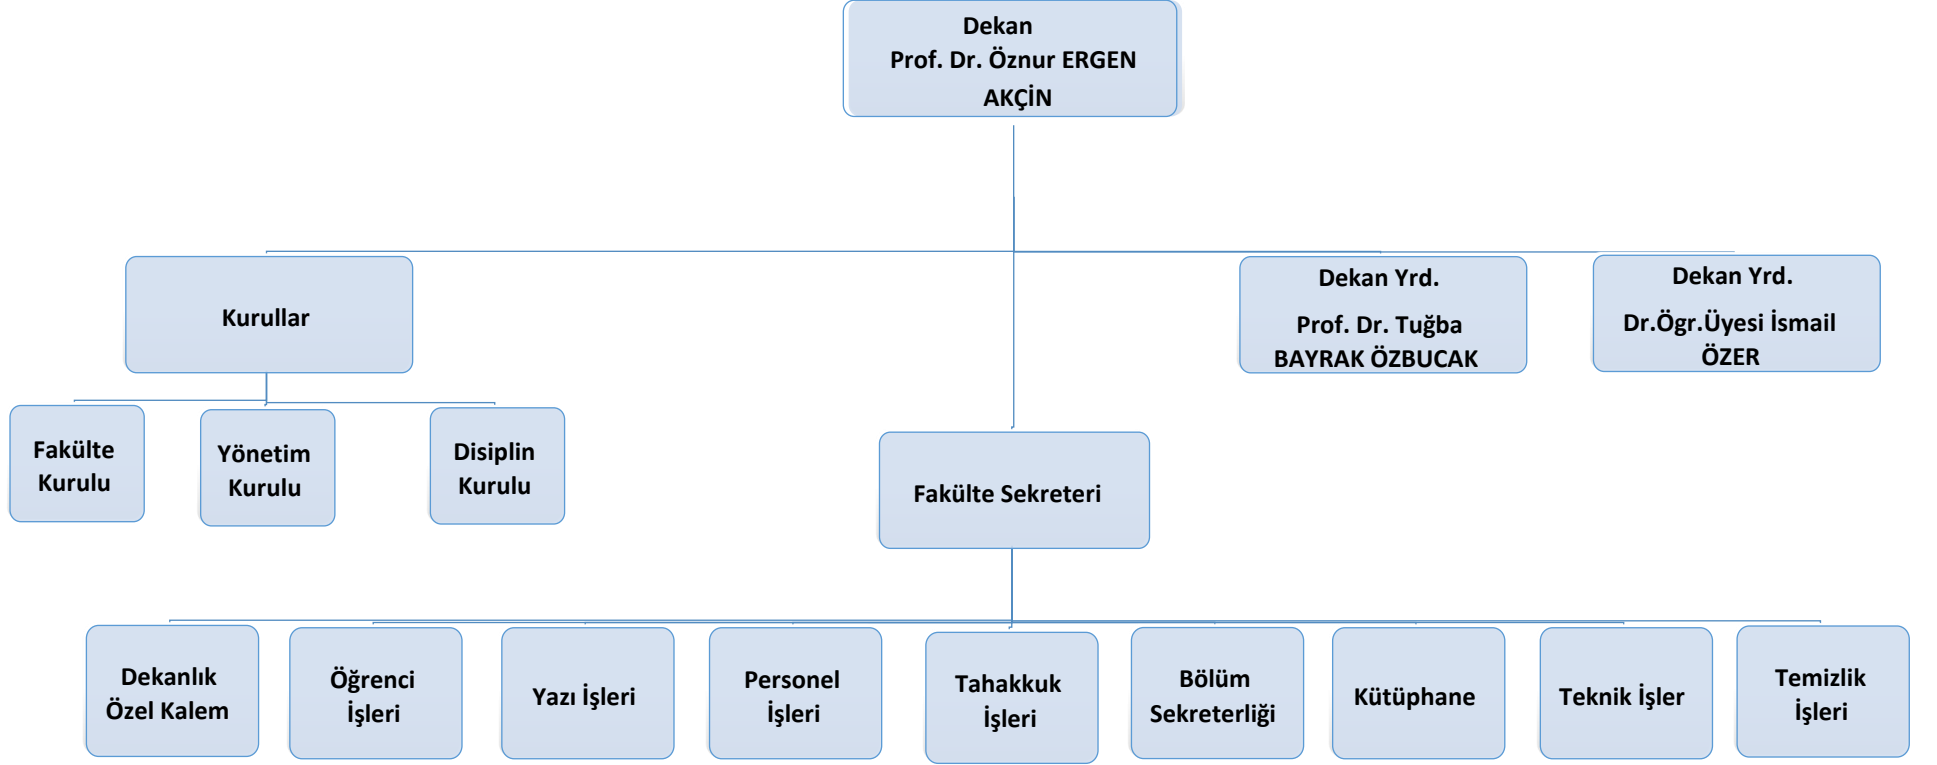 Dekan
Prof. Dr. Öznur ERGEN
AKÇİN
Kurullar
Dekan Yrd.
Prof. Dr. Tuğba
BAYRAK ÖZBUCAK
Dekan Yrd.
Dr.Ögr.Üyesi İsmail
ÖZER
Fakülte
Kurulu
Yönetim
Kurulu
Disiplin
Kurulu
Fakülte Sekreteri
Dekanlık
Özel Kalem
Öğrenci
İşleri
Yazı İşleri
Personel
İşleri
Tahakkuk
İşleri
Bölüm
Sekreterliği
Kütüphane
Teknik İşler
Temizlik
İşleri